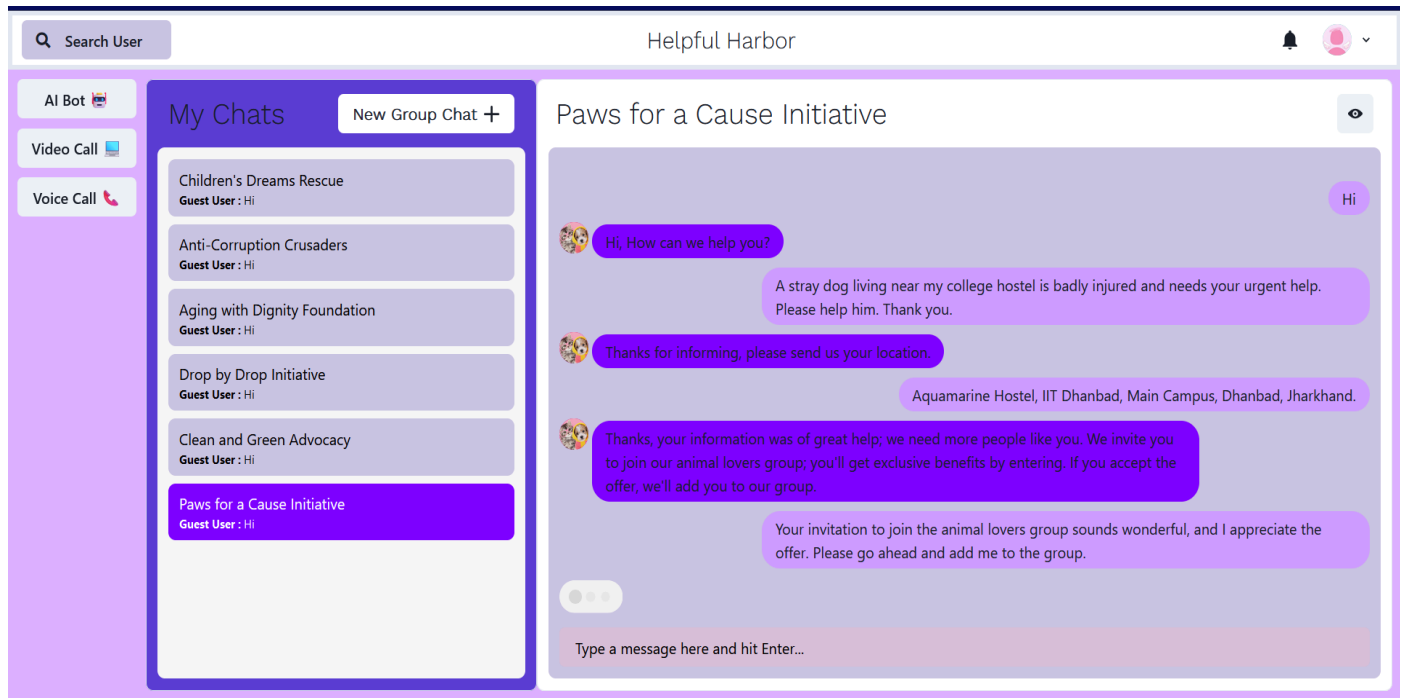 Search User
Helpful Harbor
AI Bot
Video Call
Voice Call
My Chats
New Group Chat +
Children's Dreams Rescue
Guest User : Hi
Anti-Corruption Crusaders
Guest User : Hi
Aging with Dignity Foundation
Guest User : Hi
Drop by Drop Initiative
Guest User : Hi
Clean and Green Advocacy
Guest User : Hi
Paws for a Cause Initiative
Guest User : Hi
Paws for a Cause Initiative
Hi
Hi, How can we help you?
A stray dog living near my college hostel is badly injured and needs your urgent help.
Please help him. Thank you.
Thanks for informing, please send us your location.
Aquamarine Hostel, IIT Dhanbad, Main Campus, Dhanbad, Jharkhand.
Thanks, your information was of great help; we need more people like you. We invite you
to join our animal lovers group; you'll get exclusive benefits by entering. If you accept the
offer, we'll add you to our group.
Your invitation to join the animal lovers group sounds wonderful, and I appreciate the
offer. Please go ahead and add me to the group.
Type a message here and hit Enter...